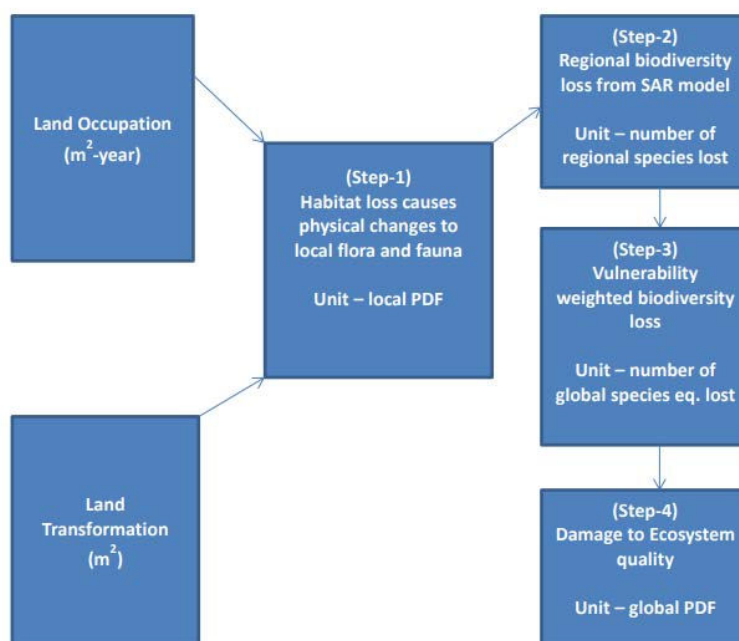 Land Occupation
(m²-year)
Land
Transformation
(m²)
(Step-1)
Habitat loss causes
physical changes to
local flora and fauna
Unit – local PDF
(Step-2)
Regional biodiversity
loss from SAR model
Unit – number of
regional species lost
(Step-3)
Vulnerability
weighted biodiversity
loss
Unit – number of
global species eq. lost
(Step-4)
Damage to Ecosystem
quality
Unit – global PDF